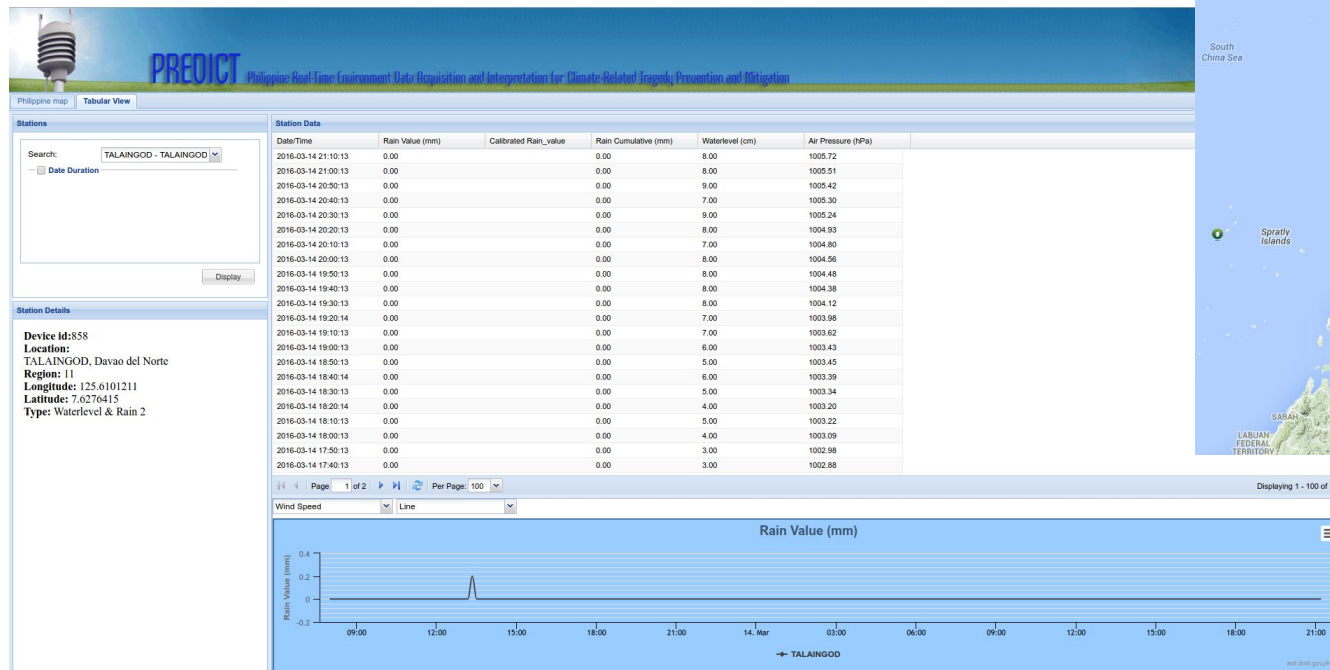 PREDICT Philippine Real-Time Environment Data Acquisition and Interpretation for Climate-Related Tragedy Prevention and Mitigation
Philippine map Tabular View
Stations
Search: TALAINGOD - TALAINGOD
Date Duration
Display
Station Details
Device id:858
Location:
TALAINGOD, Davao del Norte
Region: 11
Longitude: 125.6101211
Latitude: 7.6276415
Type: Waterlevel & Rain 2
Station Data
Date/Time Rain Value (mm) Calibrated Rain_value Rain Cumulative (mm) Waterlevel (cm) Air Pressure (hPa)
2016-03-14 21:10:13 0.00 0.00 8.00 1005.72
2016-03-14 21:00:13 0.00 0.00 8.00 1005.51
2016-03-14 20:50:13 0.00 0.00 9.00 1005.42
2016-03-14 20:40:13 0.00 0.00 7.00 1005.30
2016-03-14 20:30:13 0.00 0.00 9.00 1005.24
2016-03-14 20:20:13 0.00 0.00 8.00 1004.93
2016-03-14 20:10:13 0.00 0.00 7.00 1004.80
2016-03-14 20:00:13 0.00 0.00 8.00 1004.56
2016-03-14 19:50:13 0.00 0.00 8.00 1004.48
2016-03-14 19:40:13 0.00 0.00 8.00 1004.38
2016-03-14 19:30:13 0.00 0.00 8.00 1004.12
2016-03-14 19:20:14 0.00 0.00 7.00 1003.98
2016-03-14 19:10:13 0.00 0.00 7.00 1003.62
2016-03-14 19:00:13 0.00 0.00 6.00 1003.43
2016-03-14 18:50:13 0.00 0.00 5.00 1003.45
2016-03-14 18:40:14 0.00 0.00 6.00 1003.39
2016-03-14 18:30:13 0.00 0.00 5.00 1003.34
2016-03-14 18:20:14 0.00 0.00 4.00 1003.20
2016-03-14 18:10:13 0.00 0.00 5.00 1003.22
2016-03-14 18:00:13 0.00 0.00 4.00 1003.09
2016-03-14 17:50:13 0.00 0.00 3.00 1002.98
2016-03-14 17:40:13 0.00 0.00 3.00 1002.88
Page 1 of 2 Per Page: 100 Displaying 1 - 100 of
Wind Speed Line
Rain Value (mm)
Rain Value (mm)
0.4
0.2
0
-0.2
09:00 12:00 15:00 18:00 21:00 14. Mar 03:00 06:00 09:00 12:00 15:00 18:00 21:00
TALAINGOD
South
China Sea
Spratly
Islands
SABAH
LABUAN
FEDERAL
TERRITORY